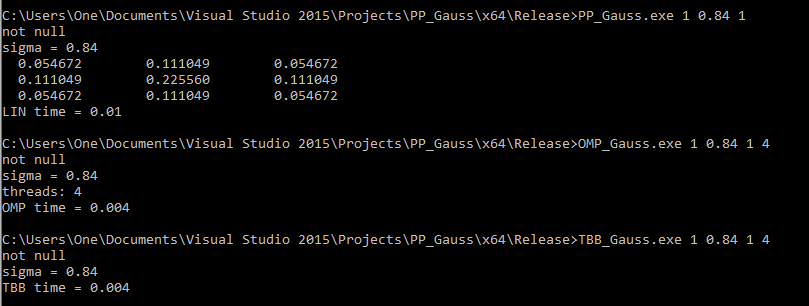 C:\Users\One\Documents\Visual Studio 2015\Projects\PP_Gauss\x64\Release>PP_Gauss.exe 1 0.84 1
not null
sigma = 0.84
0.054672 0.111049 0.054672
0.111049 0.225560 0.111049
0.054672 0.111049 0.054672
LIN time = 0.01
C:\Users\One\Documents\Visual Studio 2015\Projects\PP_Gauss\x64\Release>OMP_Gauss.exe 1 0.84 1 4
not null
sigma = 0.84
threads: 4
OMP time = 0.004
C:\Users\One\Documents\Visual Studio 2015\Projects\PP_Gauss\x64\Release>TBB_Gauss.exe 1 0.84 1 4
not null
sigma = 0.84
TBB time = 0.004